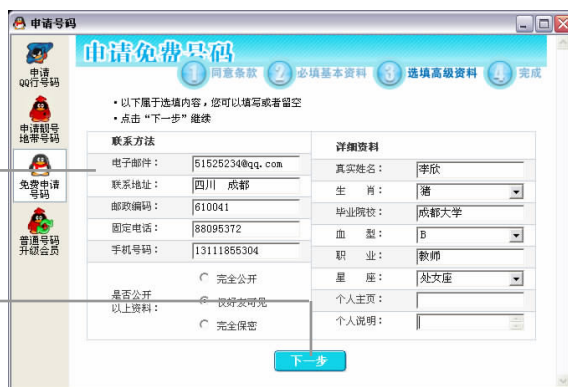 申请号码
申请免费号码
1 同意条款 2 必填基本资料 3 选填高级资料 4 完成
申请
QQ行号码
申请靓号
地带号码
免费申请
号码
普通号码
升级会员
·以下属于选填内容，您可以填写或者留空
·点击“下一步”继续
联系方法
电子邮件： 51525234@qq.com
联系地址： 四川 成都
邮政编码： 610041
固定电话： 88095372
手机号码： 13111855304
是否公开
以上资料：
完全公开
仅好友可见
完全保密
详细资料
真实姓名： 李欣
生 肖： 猪
毕业院校： 成都大学
血 型： B
职 业： 教师
星 座： 处女座
个人主页：
个人说明：
下一步